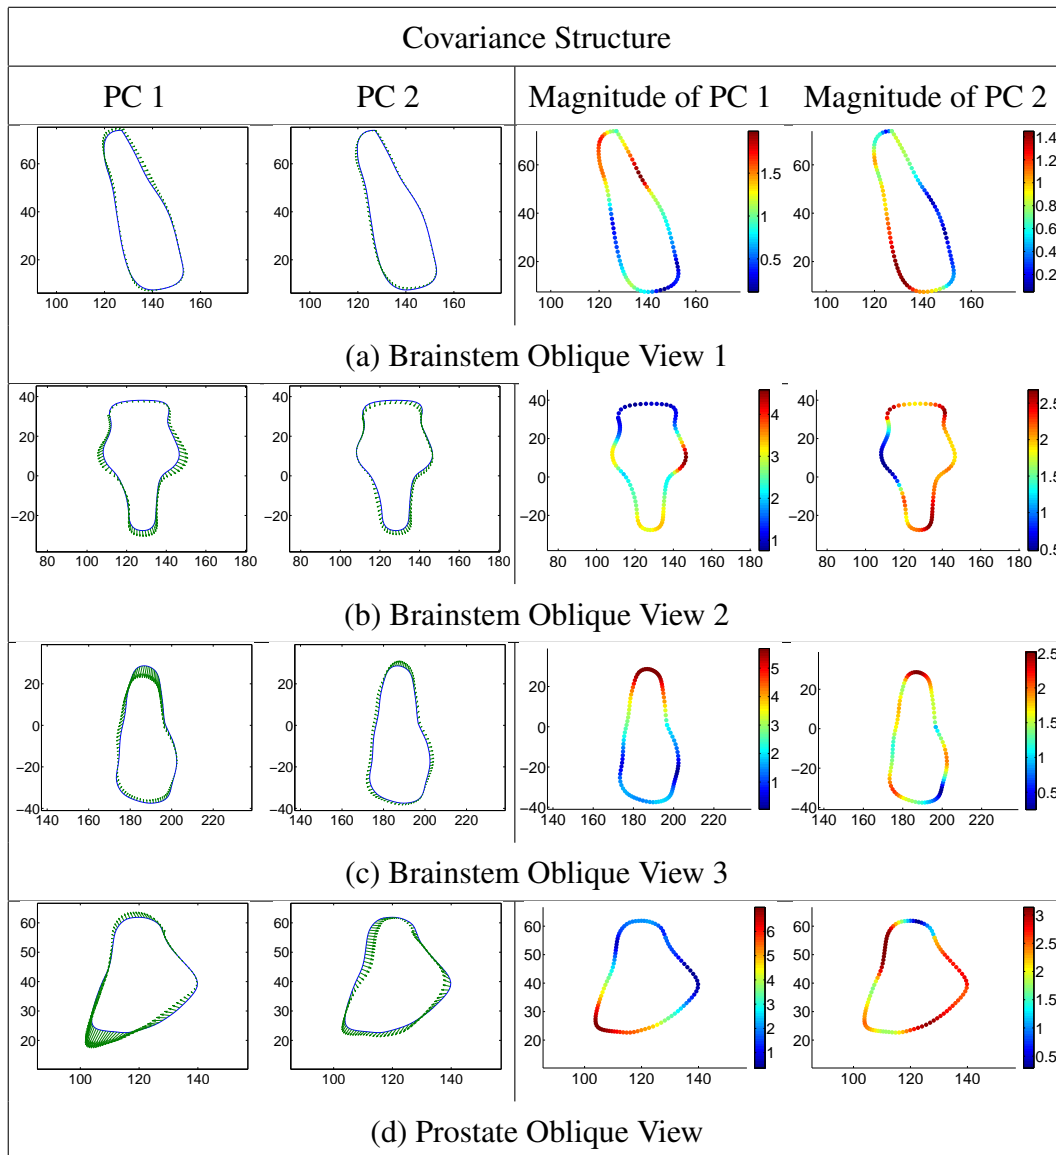 Covariance Structure
PC 1 PC 2 Magnitude of PC 1 Magnitude of PC 2
60 40 20
100 120 140 160
100 120 140 160
60 40 20
100 120 140 160
1.5 1 0.5
60 40 20
100 120 140 160
1.4 1.2 1 0.8 0.6 0.4 0.2
(a) Brainstem Oblique View 1
40 20 0 −20
80 100 120 140 160 180
40 20 0 −20
80 100 120 140 160 180
40 20 0 −20
80 100 120 140 160 180
4 3 2 1
40 20 0 −20
80 100 120 140 160 180
2.5 2 1.5 1 0.5
(b) Brainstem Oblique View 2
20 0 −20 −40
140 160 180 200 220
20 0 −20 −40
140 160 180 200 220
20 0 −20 −40
140 160 180 200 220
5 4 3 2 1
20 0 −20 −40
140 160 180 200 220
2.5 2 1.5 1 0.5
(c) Brainstem Oblique View 3
60 50 40 30 20
100 120 140
60 50 40 30 20
100 120 140
60 50 40 30 20
100 120 140
6 5 4 3 2 1
60 50 40 30 20
100 120 140
3 2.5 2 1.5 1 0.5
(d) Prostate Oblique View